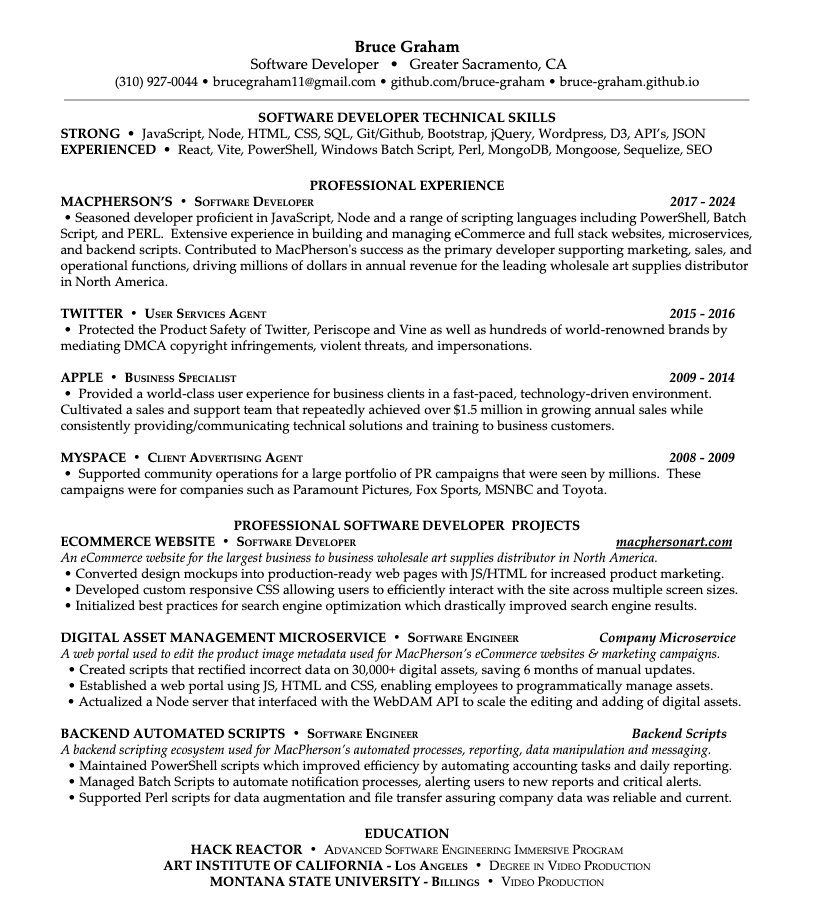 Bruce Graham
Software Developer • Greater Sacramento, CA
(310) 927-0044 • brucegraham11@gmail.com • github.com/bruce-graham • bruce-graham.github.io
SOFTWARE DEVELOPER TECHNICAL SKILLS
STRONG • JavaScript, Node, HTML, CSS, SQL, Git/Github, Bootstrap, jQuery, Wordpress, D3, API's, JSON
EXPERIENCED • React, Vite, PowerShell, Windows Batch Script, Perl, MongoDB, Mongoose, Sequelize, SEO
PROFESSIONAL EXPERIENCE
MACPHERSON'S • Software Developer 2017 - 2024
• Seasoned developer proficient in JavaScript, Node and a range of scripting languages including PowerShell, Batch
Script, and PERL. Extensive experience in building and managing eCommerce and full stack websites, microservices,
and backend scripts. Contributed to MacPherson's success as the primary developer supporting marketing, sales, and
operational functions, driving millions of dollars in annual revenue for the leading wholesale art supplies distributor
in North America.
TWITTER • User Services Agent 2015 - 2016
• Protected the Product Safety of Twitter, Periscope and Vine as well as hundreds of world-renowned brands by
mediating DMCA copyright infringements, violent threats, and impersonations.
APPLE • Business Specialist 2009 - 2014
• Provided a world-class user experience for business clients in a fast-paced, technology-driven environment.
Cultivated a sales and support team that repeatedly achieved over $1.5 million in growing annual sales while
consistently providing/communicating technical solutions and training to business customers.
MYSPACE • Client Advertising Agent 2008 - 2009
• Supported community operations for a large portfolio of PR campaigns that were seen by millions. These
campaigns were for companies such as Paramount Pictures, Fox Sports, MSNBC and Toyota.
PROFESSIONAL SOFTWARE DEVELOPER PROJECTS
ECOMMERCE WEBSITE • Software Developer macphersonart.com
An eCommerce website for the largest business to business wholesale art supplies distributor in North America.
• Converted design mockups into production-ready web pages with JS/HTML for increased product marketing.
• Developed custom responsive CSS allowing users to efficiently interact with the site across multiple screen sizes.
• Initialized best practices for search engine optimization which drastically improved search engine results.
DIGITAL ASSET MANAGEMENT MICROSERVICE • Software Engineer Company Microservice
A web portal used to edit the product image metadata used for MacPherson's eCommerce websites & marketing campaigns.
• Created scripts that rectified incorrect data on 30,000+ digital assets, saving 6 months of manual updates.
• Established a web portal using JS, HTML and CSS, enabling employees to programmatically manage assets.
• Actualized a Node server that interfaced with the WebDAM API to scale the editing and adding of digital assets.
BACKEND AUTOMATED SCRIPTS • Software Engineer Backend Scripts
A backend scripting ecosystem used for MacPherson's automated processes, reporting, data manipulation and messaging.
• Maintained PowerShell scripts which improved efficiency by automating accounting tasks and daily reporting.
• Managed Batch Scripts to automate notification processes, alerting users to new reports and critical alerts.
• Supported Perl scripts for data augmentation and file transfer assuring company data was reliable and current.
EDUCATION
HACK REACTOR • Advanced Software Engineering Immersive Program
ART INSTITUTE OF CALIFORNIA - Los Angeles • Degree in Video Production
MONTANA STATE UNIVERSITY - Billings • Video Production